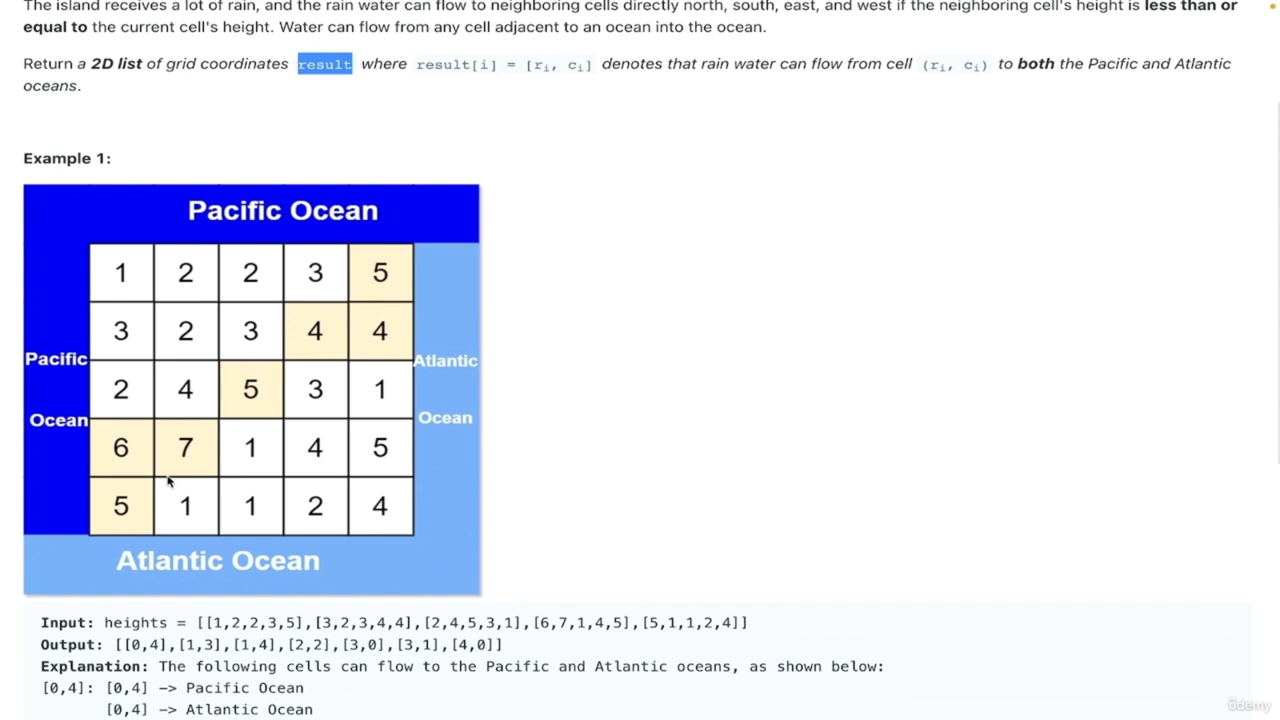 The island receives a lot of rain, and the rain water can flow to neighboring cells directly north, south, east, and west if the neighboring cell's height is less than or
equal to the current cell's height. Water can flow from any cell adjacent to an ocean into the ocean.
Return a 2D list of grid coordinates result where result[i] = [ri, ci] denotes that rain water can flow from cell (ri, ci) to both the Pacific and Atlantic
oceans.
Example 1:
Pacific Ocean
1 2 2 3 5
3 2 3 4 4
Pacific
Atlantic
2 4 5 3 1
Ocean
Ocean
6 7 1 4 5
5 1 1 2 4
Atlantic Ocean
Input: heights = [[1,2,2,3,5],[3,2,3,4,4],[2,4,5,3,1],[6,7,1,4,5],[5,1,1,2,4]]
Output: [[0,4],[1,3],[1,4],[2,2],[3,0],[3,1],[4,0]]
Explanation: The following cells can flow to the Pacific and Atlantic oceans, as shown below:
[0,4]: [0,4] -> Pacific Ocean
[0,4] -> Atlantic Ocean
ûdemy